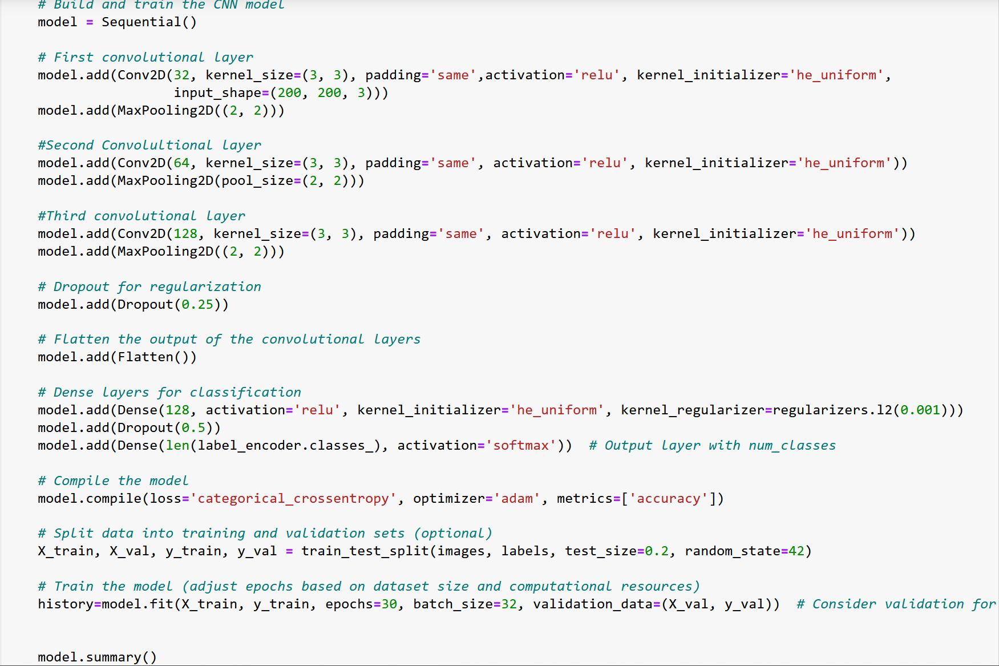 # Build and train the CNN model
model = Sequential()
# First convolutional layer
model.add(Conv2D(32, kernel_size=(3, 3), padding='same',activation='relu', kernel_initializer='he_uniform',
input_shape=(200, 200, 3)))
model.add(MaxPooling2D((2, 2)))
#Second Convolultional layer
model.add(Conv2D(64, kernel_size=(3, 3), padding='same', activation='relu', kernel_initializer='he_uniform'))
model.add(MaxPooling2D(pool_size=(2, 2)))
#Third convolutional layer
model.add(Conv2D(128, kernel_size=(3, 3), padding='same', activation='relu', kernel_initializer='he_uniform'))
model.add(MaxPooling2D((2, 2)))
# Dropout for regularization
model.add(Dropout(0.25))
# Flatten the output of the convolutional layers
model.add(Flatten())
# Dense layers for classification
model.add(Dense(128, activation='relu', kernel_initializer='he_uniform', kernel_regularizer=regularizers.l2(0.001)))
model.add(Dropout(0.5))
model.add(Dense(len(label_encoder.classes_), activation='softmax'))  # Output layer with num_classes
# Compile the model
model.compile(loss='categorical_crossentropy', optimizer='adam', metrics=['accuracy'])
# Split data into training and validation sets (optional)
X_train, X_val, y_train, y_val = train_test_split(images, labels, test_size=0.2, random_state=42)
# Train the model (adjust epochs based on dataset size and computational resources)
history=model.fit(X_train, y_train, epochs=30, batch_size=32, validation_data=(X_val, y_val))  # Consider validation for
model.summary()